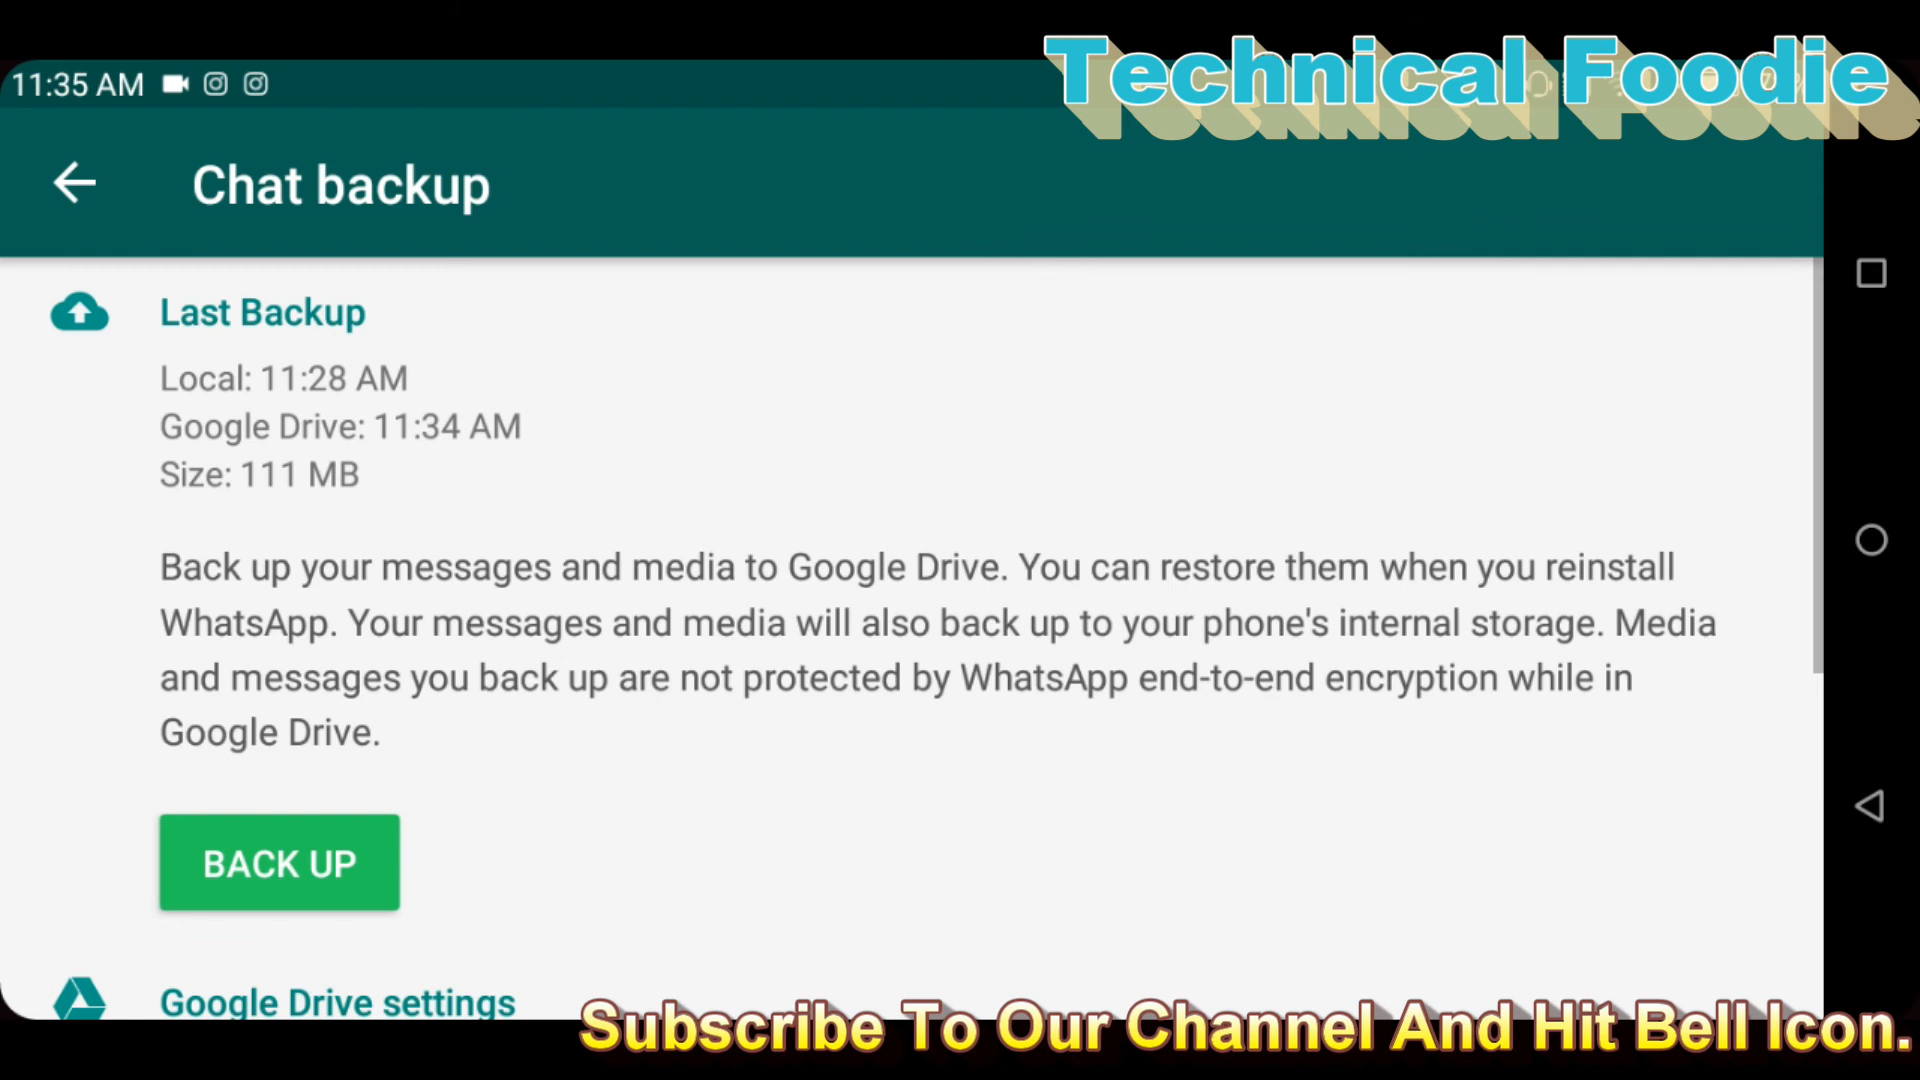 Technical Foodie
11:35 AM
Chat backup
Last Backup
Local: 11:28 AM
Google Drive: 11:34 AM
Size: 111 MB
Back up your messages and media to Google Drive. You can restore them when you reinstall
WhatsApp. Your messages and media will also back up to your phone's internal storage. Media
and messages you back up are not protected by WhatsApp end-to-end encryption while in
Google Drive.
BACK UP
Google Drive settings
Subscribe To Our Channel And Hit Bell Icon.